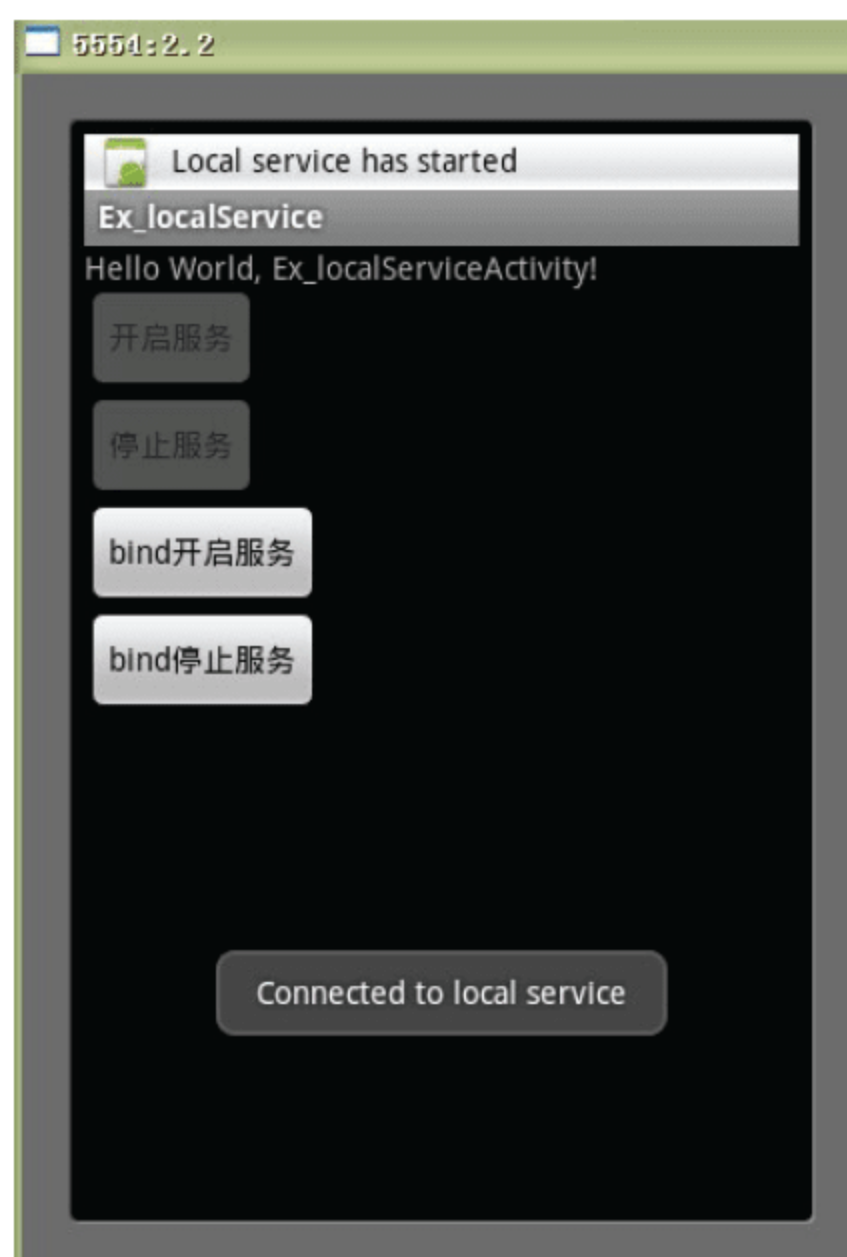 5554:2.2
Local service has started
Ex_localService
Hello World, Ex_localServiceActivity!
开启服务
停止服务
bind开启服务
bind停止服务
Connected to local service